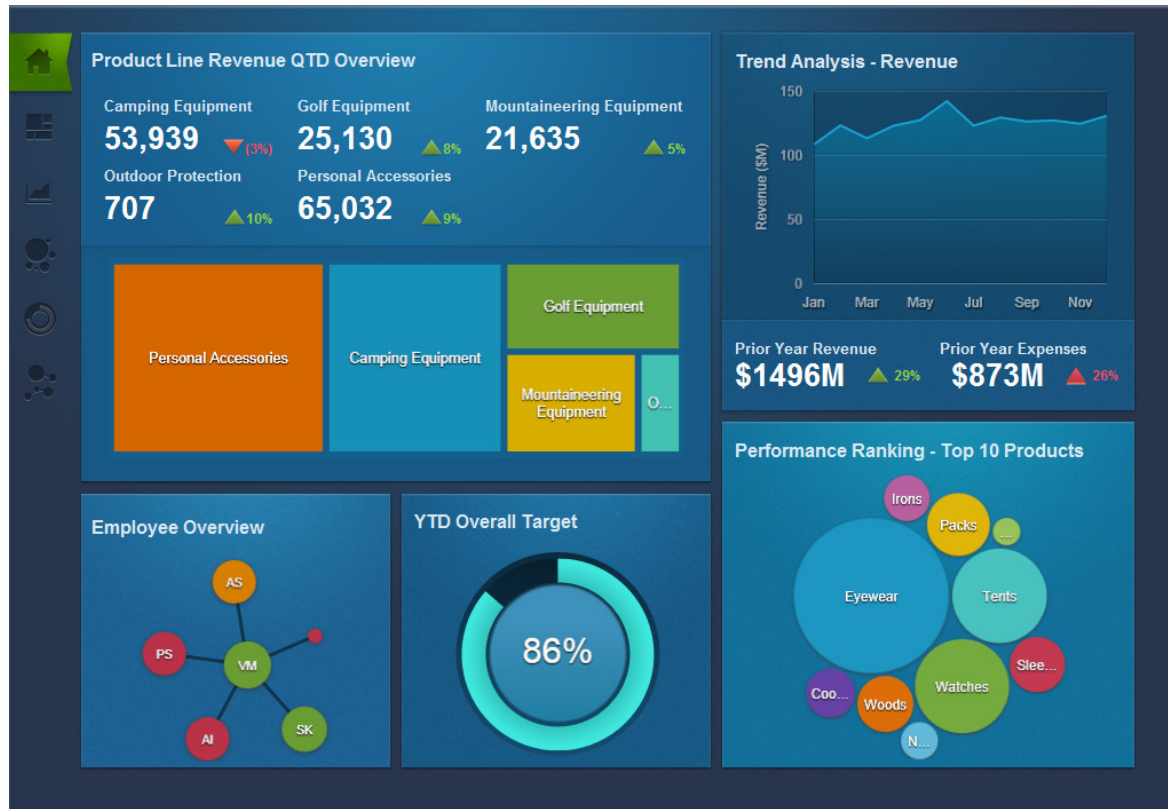 Product Line Revenue QTD Overview
Camping Equipment Golf Equipment Mountaineering Equipment
53,939 (3%) 25,130 8% 21,635 5%
Outdoor Protection Personal Accessories
707 10% 65,032 9%
Personal Accessories
Camping Equipment
Golf Equipment
Mountaineering
Equipment
O...
Trend Analysis - Revenue
Revenue ($M)
150
100
50
0
Jan Mar May Jul Sep Nov
Prior Year Revenue Prior Year Expenses
$1496M 29% $873M 26%
Employee Overview
AS
PS
VM
AI
SK
YTD Overall Target
86%
Performance Ranking - Top 10 Products
Irons
Packs
...
Eyewear
Tents
Slee...
Watches
Coo...
Woods
N...